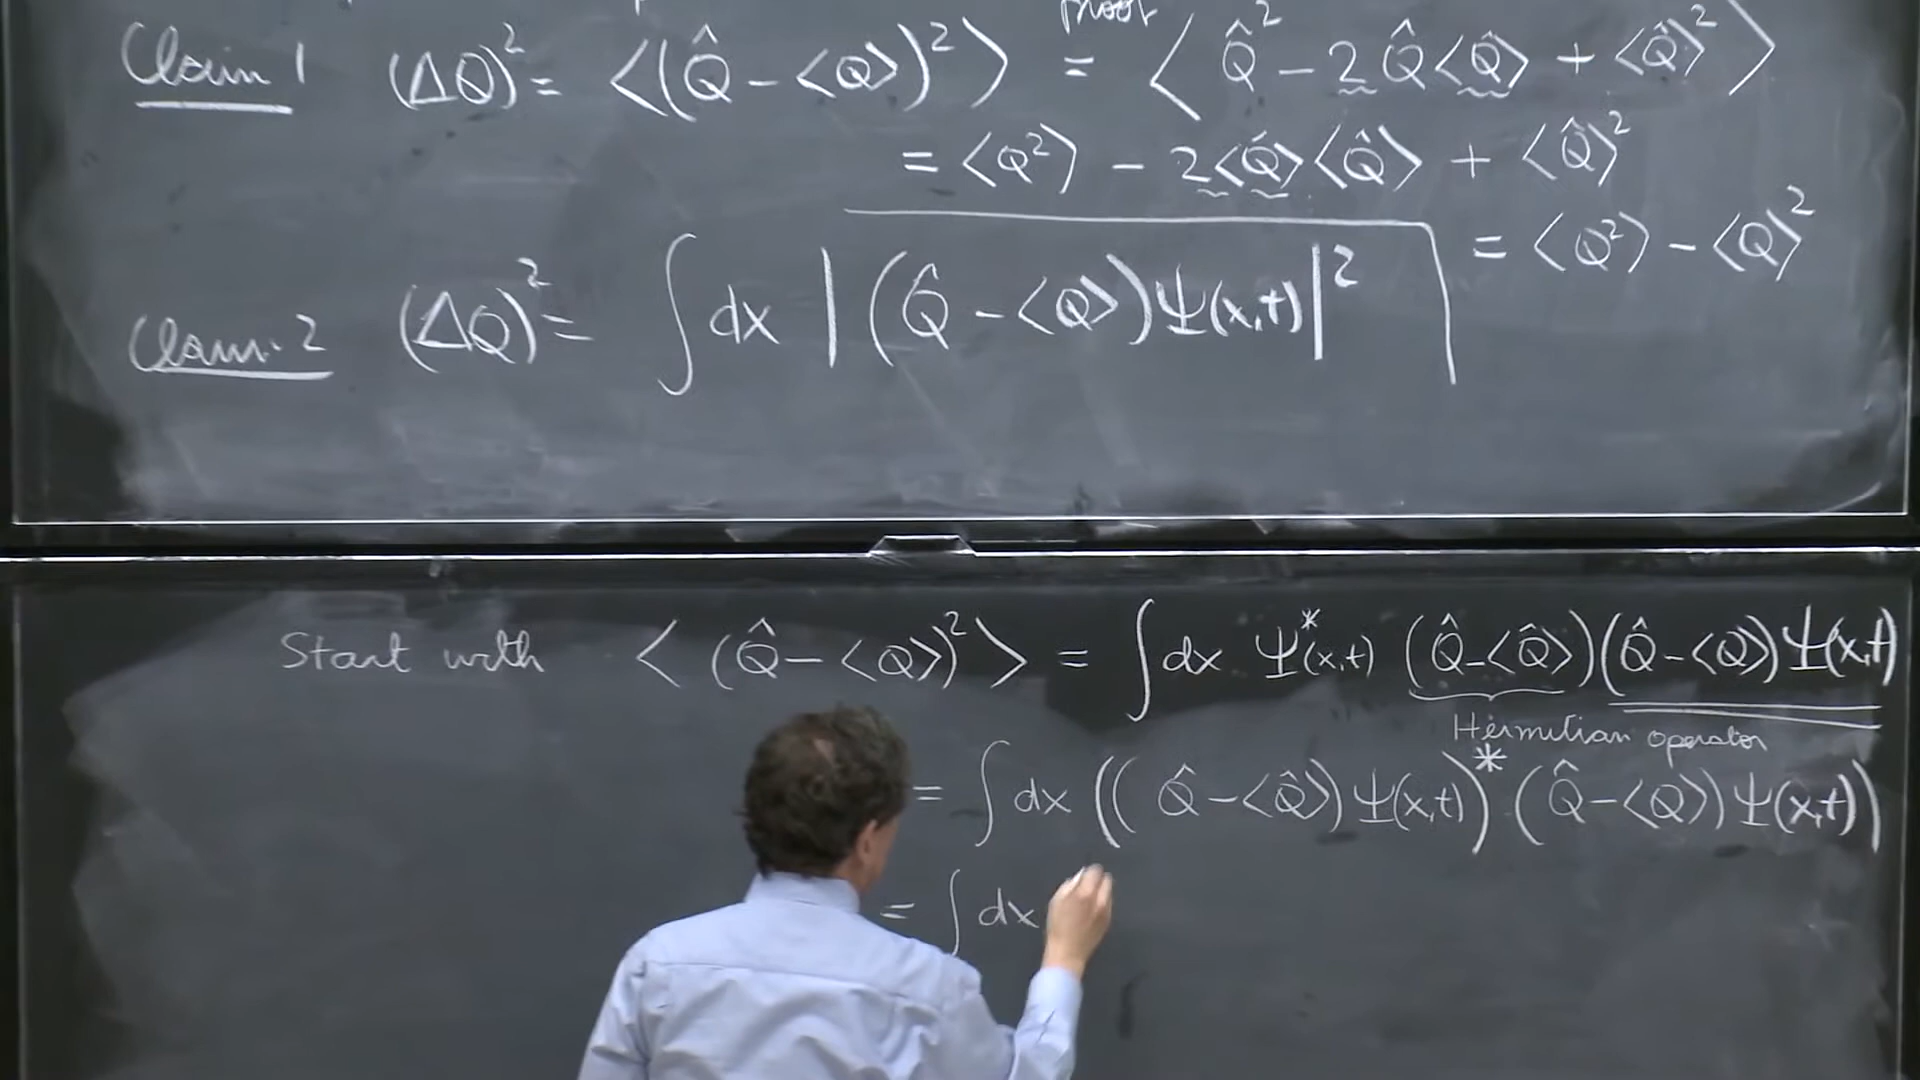 proof
Claim 1 (ΔQ)² = ⟨(Q̂ - ⟨Q⟩)²⟩ = ⟨Q̂² - 2Q̂⟨Q̂⟩ + ⟨Q̂⟩²⟩
= ⟨Q²⟩ - 2⟨Q̂⟩⟨Q̂⟩ + ⟨Q̂⟩²
= ⟨Q²⟩ - ⟨Q⟩²
Claim 2 (ΔQ)² = ∫dx |(Q̂ - ⟨Q⟩)Ψ(x,t)|²
Start with ⟨(Q̂ - ⟨Q⟩)²⟩ = ∫dx Ψ*(x,t) (Q̂ - ⟨Q̂⟩)(Q̂ - ⟨Q⟩)Ψ(x,t)
Hermitian operator
= ∫dx ((Q̂ - ⟨Q̂⟩)Ψ(x,t))* (Q̂ - ⟨Q⟩)Ψ(x,t))
= ∫dx